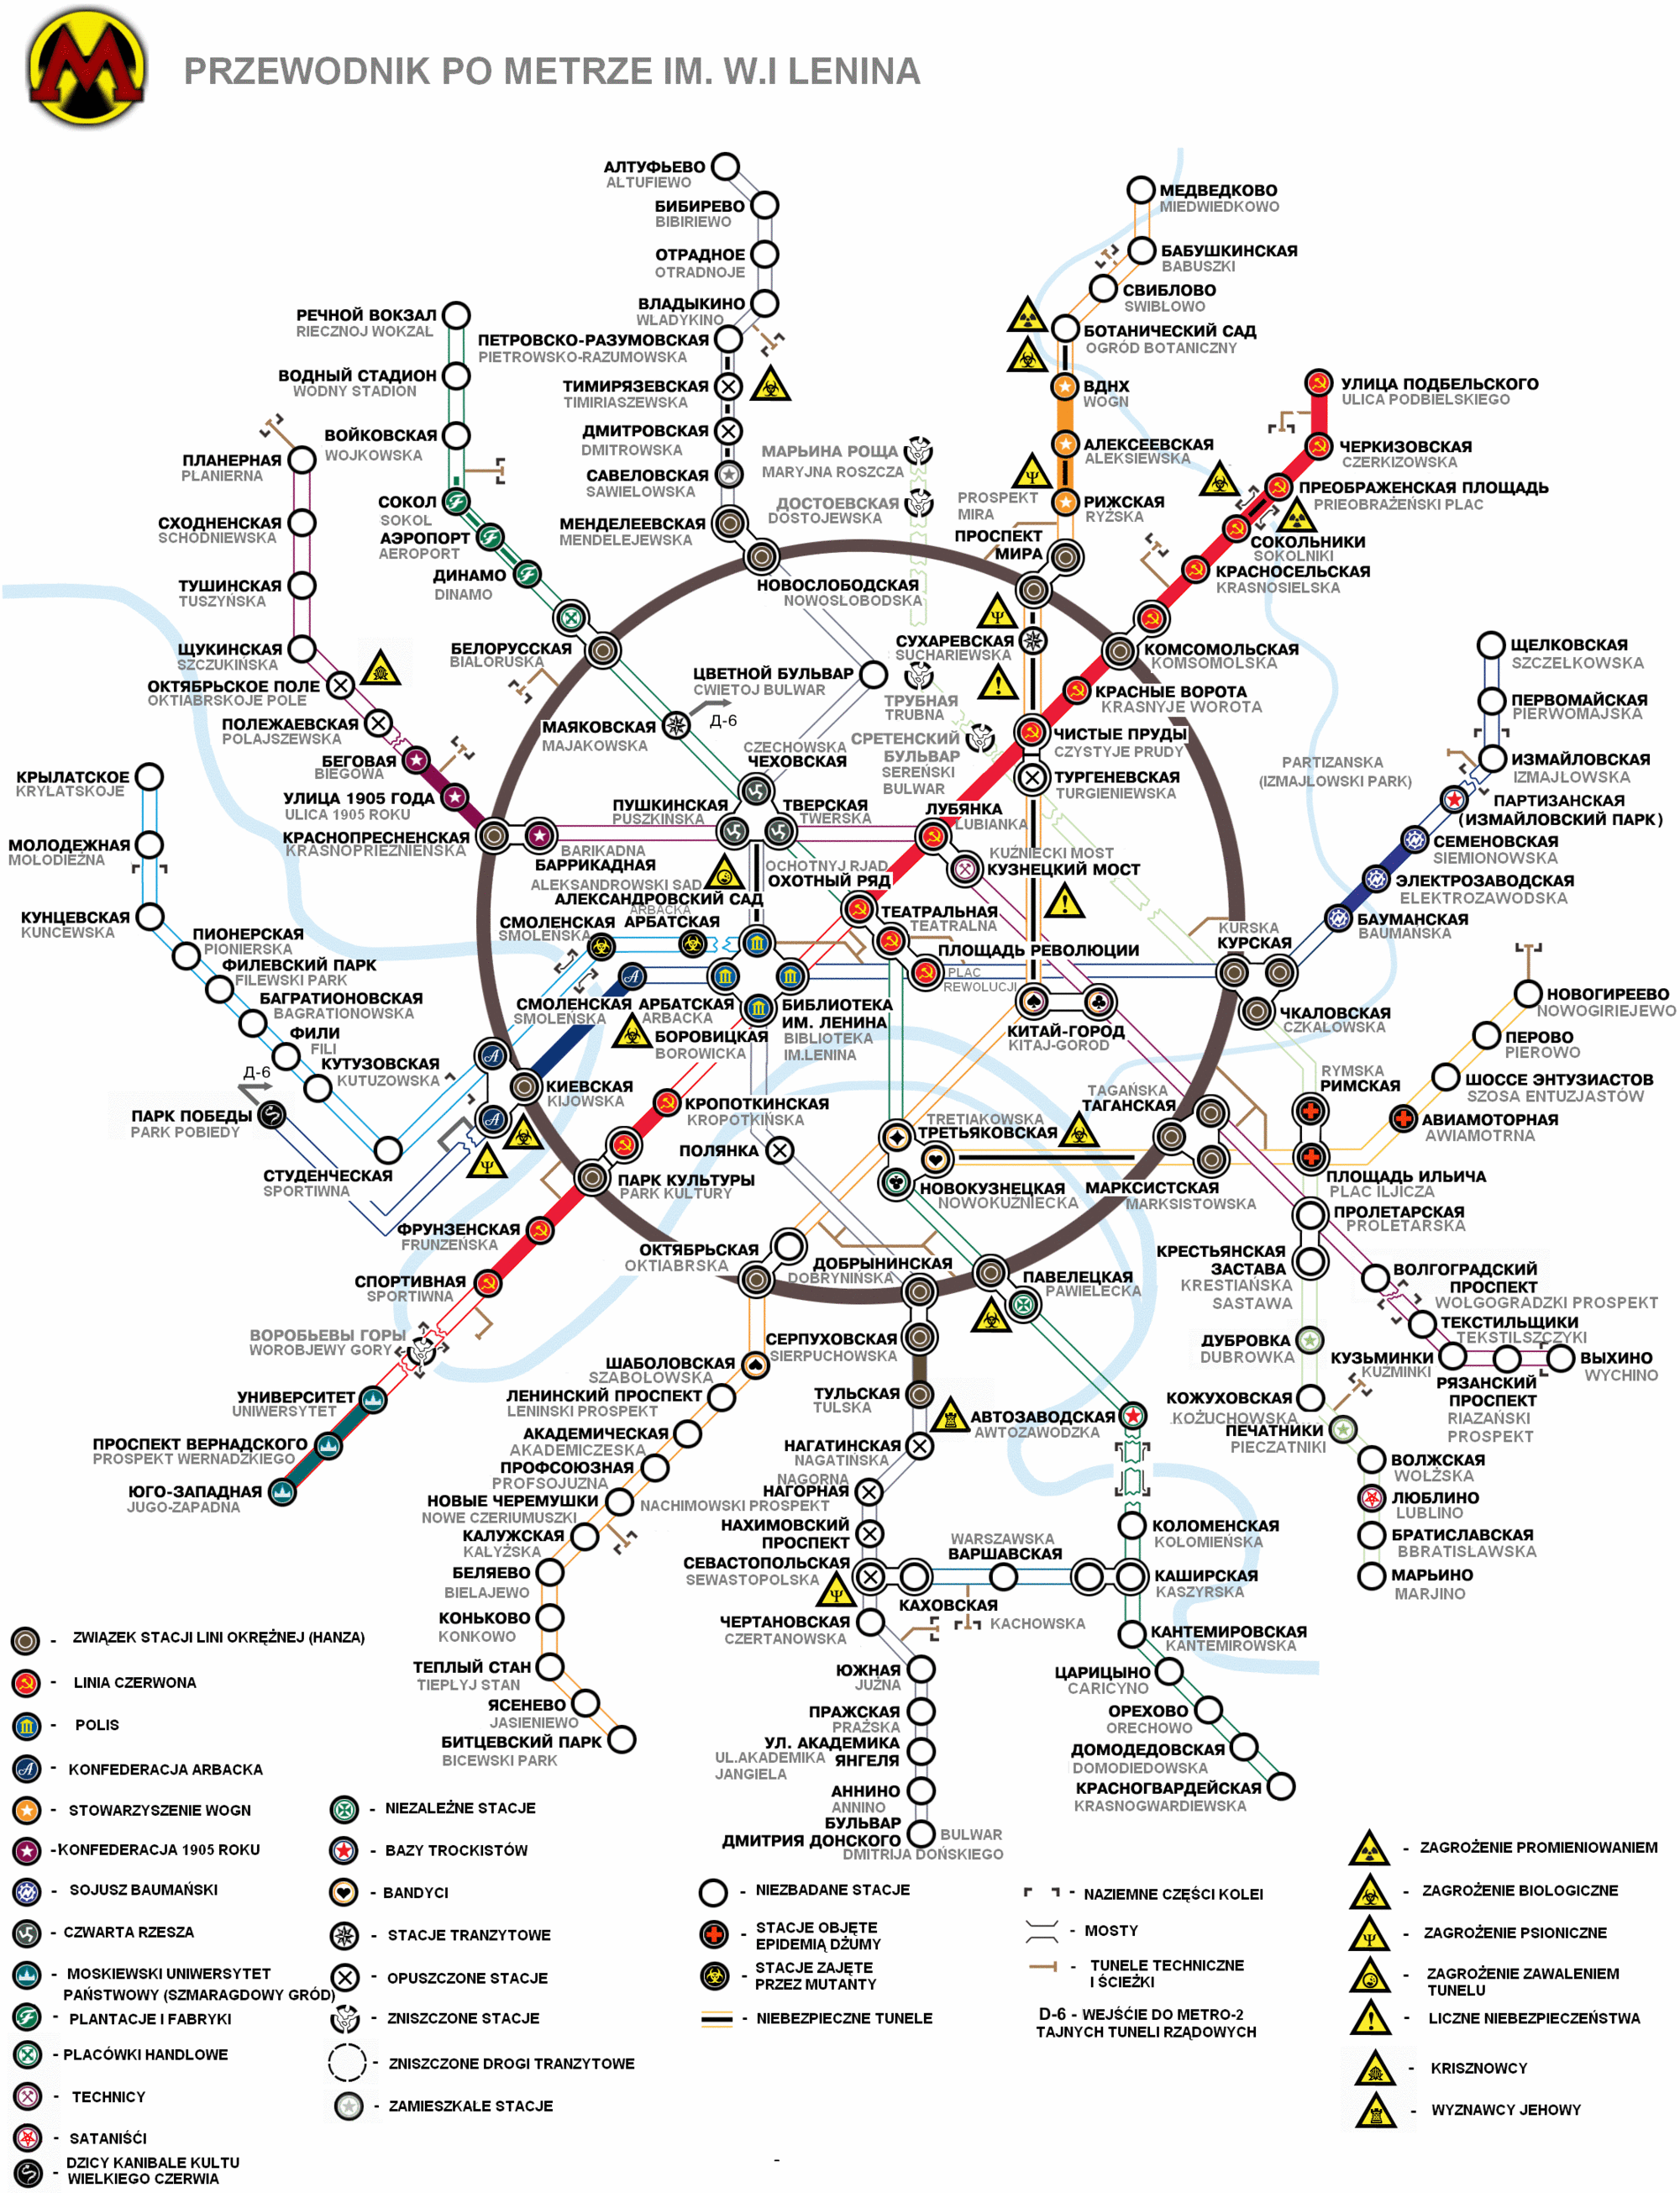 PRZEWODNIK PO METRZE IM. W.I LENINA
АЛТУФЬЕВО
ALTUFIEWO
БИБИРЕВО
BIBIRIEWO
ОТРАДНОЕ
OTRADNOJE
ВЛАДЫКИНО
WLADYKINO
ПЕТРОВСКО-РАЗУМОВСКАЯ
PIETROWSKO-RAZUMOWSKA
ТИМИРЯЗЕВСКАЯ
TIMIRIASZEWSKA
ДМИТРОВСКАЯ
DMITROWSKA
САВЕЛОВСКАЯ
SAWIELOWSKA
МЕНДЕЛЕЕВСКАЯ
MENDELEJEWSKA
НОВОСЛОБОДСКАЯ
NOWOSLOBODSKA
МЕДВЕДКОВО
MIEDWIEDKOWO
БАБУШКИНСКАЯ
BABUSZKI
СВИБЛОВО
SWIBLOWO
БОТАНИЧЕСКИЙ САД
OGRÓD BOTANICZNY
ВДНХ
WOGN
АЛЕКСЕЕВСКАЯ
ALEKSIEWSKA
РИЖСКАЯ
RYŻSKA
PROSPEKT
MIRA
ПРОСПЕКТ
МИРА
УЛИЦА ПОДБЕЛЬСКОГО
ULICA PODBIELSKIEGO
ЧЕРКИЗОВСКАЯ
CZERKIZOWSKA
ПРЕОБРАЖЕНСКАЯ ПЛОЩАДЬ
PRIEOBRAŻEŃSKI PLAC
СОКОЛЬНИКИ
SOKOLNIKI
КРАСНОСЕЛЬСКАЯ
KRASNOSIELSKA
КОМСОМОЛЬСКАЯ
KOMSOMOLSKA
КРАСНЫЕ ВОРОТА
KRASNYJE WOROTA
ЧИСТЫЕ ПРУДЫ
CZYSTYJE PRUDY
ТУРГЕНЕВСКАЯ
TURGIENIEWSKA
РЕЧНОЙ ВОКЗАЛ
RIECZNOJ WOKZAL
ВОДНЫЙ СТАДИОН
WODNY STADION
ВОЙКОВСКАЯ
WOJKOWSKA
СОКОЛ
SOKOL
АЭРОПОРТ
AEROPORT
ДИНАМО
DINAMO
БЕЛОРУССКАЯ
BIALORUSKA
ПЛАНЕРНАЯ
PLANIERNA
СХОДНЕНСКАЯ
SCHODNIEWSKA
ТУШИНСКАЯ
TUSZYŃSKA
ЩУКИНСКАЯ
SZCZUKIŃSKA
ОКТЯБРЬСКОЕ ПОЛЕ
OKTIABRSKOJE POLE
ПОЛЕЖАЕВСКАЯ
POLAJSZEWSKA
БЕГОВАЯ
BIEGOWA
УЛИЦА 1905 ГОДА
ULICA 1905 ROKU
КРАСНОПРЕСНЕНСКАЯ
KRASNOPRIEZNIEŃSKA
BARIKADNA
БАРРИКАДНАЯ
МАРЬИНА РОЩА
MARYJNA ROSZCZA
ДОСТОЕВСКАЯ
DOSTOJEWSKA
СУХАРЕВСКАЯ
SUCHARIEWSKA
ТРУБНАЯ
TRUBNA
СРЕТЕНСКИЙ
БУЛЬВАР
SEREŃSKI
BULWAR
ЦВЕТНОЙ БУЛЬВАР
CWIETOJ BULWAR
Д-6
МАЯКОВСКАЯ
MAJAKOWSKA
CZECHOWSKA
ЧЕХОВСКАЯ
ПУШКИНСКАЯ
PUSZKIŃSKA
ТВЕРСКАЯ
TWERSKA
ЛУБЯНКА
LUBIANKA
KUŹNIECKI MOST
КУЗНЕЦКИЙ МОСТ
OCHOTNYJ RJAD
ОХОТНЫЙ РЯД
ALEKSANDROWSKI SAD
АЛЕКСАНДРОВСКИЙ САД
ARBACKA
АРБАТСКАЯ
СМОЛЕНСКАЯ
SMOLEŃSKA
ТЕАТРАЛЬНАЯ
TEATRALNA
ПЛОЩАДЬ РЕВОЛЮЦИИ
PLAC
REWOLUCJI
СМОЛЕНСКАЯ
SMOLEŃSKA
АРБАТСКАЯ
ARBACKA
БОРОВИЦКАЯ
BOROWICKA
БИБЛИОТЕКА
ИМ. ЛЕНИНА
BIBLIOTEKA
IM.LENINA
КИТАЙ-ГОРОД
KITAJ-GOROD
ЩЕЛКОВСКАЯ
SZCZELKOWSKA
ПЕРВОМАЙСКАЯ
PIERWOMAJSKA
ИЗМАЙЛОВСКАЯ
IZMAJLOWSKA
PARTIZANSKA
(IZMAJLOWSKI PARK)
ПАРТИЗАНСКАЯ
(ИЗМАЙЛОВСКИЙ ПАРК)
СЕМЕНОВСКАЯ
SIEMIONOWSKA
ЭЛЕКТРОЗАВОДСКАЯ
ELEKTROZAWODSKA
БАУМАНСКАЯ
BAUMAŃSKA
KURSKA
КУРСКАЯ
ЧКАЛОВСКАЯ
CZKALOWSKA
НОВОГИРЕЕВО
NOWOGIRIEJEWO
ПЕРОВО
PIEROWO
ШОССЕ ЭНТУЗИАСТОВ
SZOSA ENTUZJASTÓW
АВИАМОТОРНАЯ
AWIAMOTRNA
RYMSKA
РИМСКАЯ
ПЛОЩАДЬ ИЛЬИЧА
PLAC ILJICZA
КРЫЛАТСКОЕ
KRYLATSKOJE
МОЛОДЕЖНАЯ
MOLODIEŻNA
КУНЦЕВСКАЯ
KUNCEWSKA
ПИОНЕРСКАЯ
PIONIERSKA
ФИЛЕВСКИЙ ПАРК
FILEWSKI PARK
БАГРАТИОНОВСКАЯ
BAGRATIONOWSKA
ФИЛИ
FILI
КУТУЗОВСКАЯ
KUTUZOWSKA
Д-6
ПАРК ПОБЕДЫ
PARK POBIEDY
СТУДЕНЧЕСКАЯ
SPORTIWNA
КИЕВСКАЯ
KIJOWSKA
КРОПОТКИНСКАЯ
KROPOTKIŃSKA
ПОЛЯНКА
ПАРК КУЛЬТУРЫ
PARK KULTURY
ФРУНЗЕНСКАЯ
FRUNZEŃSKA
СПОРТИВНАЯ
SPORTIWNA
ВОРОБЬЕВЫ ГОРЫ
WOROBJEWY GORY
УНИВЕРСИТЕТ
UNIWERSYTET
ПРОСПЕКТ ВЕРНАДСКОГО
PROSPEKT WERNADZKIEGO
ЮГО-ЗАПАДНАЯ
JUGO-ZAPADNA
TRETIAKOWSKA
ТРЕТЬЯКОВСКАЯ
НОВОКУЗНЕЦКАЯ
NOWOKUŹNIECKA
TAGAŃSKA
ТАГАНСКАЯ
МАРКСИСТСКАЯ
MARKSISTOWSKA
ПРОЛЕТАРСКАЯ
PROLETARSKA
КРЕСТЬЯНСКАЯ
ЗАСТАВА
KRESTIAŃSKA
SASTAWA
ДУБРОВКА
DUBROWKA
КОЖУХОВСКАЯ
KOŻUCHOWSKA
ПЕЧАТНИКИ
PIECZATNIKI
ВОЛЖСКАЯ
WOLŻSKA
ЛЮБЛИНО
LUBLINO
БРАТИСЛАВСКАЯ
BBRATISLAWSKA
МАРЬИНО
MARJINO
ВОЛГОГРАДСКИЙ
ПРОСПЕКТ
WOLGOGRADZKI PROSPEKT
ТЕКСТИЛЬЩИКИ
TEKSTILSZCZYKI
КУЗЬМИНКИ
KUŹMINKI
РЯЗАНСКИЙ
ПРОСПЕКТ
RIAZAŃSKI
PROSPEKT
ВЫХИНО
WYCHINO
ОКТЯБРЬСКАЯ
OKTIABRSKA
ДОБРЫНИНСКАЯ
DOBRYNIŃSKA
ПАВЕЛЕЦКАЯ
PAWIELECKA
СЕРПУХОВСКАЯ
SIERPUCHOWSKA
ТУЛЬСКАЯ
TULSKA
НАГАТИНСКАЯ
NAGATINSKA
NAGORNA
НАГОРНАЯ
NACHIMOWSKI PROSPEKT
НАХИМОВСКИЙ
ПРОСПЕКТ
СЕВАСТОПОЛЬСКАЯ
SEWASTOPOLSKA
ЧЕРТАНОВСКАЯ
CZERTANOWSKA
ЮЖНАЯ
JUŻNA
ПРАЖСКАЯ
PRAŻSKA
УЛ. АКАДЕМИКА
ЯНГЕЛЯ
UL.AKADEMIKA
JANGIELA
АННИНО
ANNINO
БУЛЬВАР
ДМИТРИЯ ДОНСКОГО
BULWAR
DMITRIJA DOŃSKIEGO
ШАБОЛОВСКАЯ
SZABOLOWSKA
ЛЕНИНСКИЙ ПРОСПЕКТ
LENINSKI PROSPEKT
АКАДЕМИЧЕСКАЯ
AKADEMICZESKA
ПРОФСОЮЗНАЯ
PROFSOJUZNA
НОВЫЕ ЧЕРЕМУШКИ
NOWE CZERIUMUSZKI
КАЛУЖСКАЯ
KALYŻSKA
БЕЛЯЕВО
BIELAJEWO
КОНЬКОВО
KONKOWO
ТЕПЛЫЙ СТАН
TIEPLYJ STAN
ЯСЕНЕВО
JASIENIEWO
БИТЦЕВСКИЙ ПАРК
BICEWSKI PARK
АВТОЗАВОДСКАЯ
AWTOZAWODZKA
КОЛОМЕНСКАЯ
KOLOMIEŃSKA
WARSZAWSKA
ВАРШАВСКАЯ
КАШИРСКАЯ
KASZYRSKA
КАХОВСКАЯ
KACHOWSKA
КАНТЕМИРОВСКАЯ
KANTEMIROWSKA
ЦАРИЦЫНО
CARICYNO
ОРЕХОВО
ORECHOWO
ДОМОДЕДОВСКАЯ
DOMODIEDOWSKA
КРАСНОГВАРДЕЙСКАЯ
KRASNOGWARDIEWSKA
- ZWIĄZEK STACJI LINI OKRĘŻNEJ (HANZA)
- LINIA CZERWONA
- POLIS
- KONFEDERACJA ARBACKA
- STOWARZYSZENIE WOGN
-KONFEDERACJA 1905 ROKU
- SOJUSZ BAUMAŃSKI
- CZWARTA RZESZA
- MOSKIEWSKI UNIWERSYTET
PAŃSTWOWY (SZMARAGDOWY GRÓD)
- PLANTACJE I FABRYKI
- PLACÓWKI HANDLOWE
- TECHNICY
- SATANIŚĆI
- DZICY KANIBALE KULTU
WIELKIEGO CZERWIA
- NIEZALEŻNE STACJE
- BAZY TROCKISTÓW
- BANDYCI
- STACJE TRANZYTOWE
- OPUSZCZONE STACJE
- ZNISZCZONE STACJE
- ZNISZCZONE DROGI TRANZYTOWE
- ZAMIESZKALE STACJE
- NIEZBADANE STACJE
- STACJE OBJĘTE
EPIDEMIĄ DŻUMY
- STACJE ZAJĘTE
PRZEZ MUTANTY
- NIEBEZPIECZNE TUNELE
- NAZIEMNE CZĘŚCI KOLEI
- MOSTY
- TUNELE TECHNICZNE
I ŚCIEŻKI
D-6 - WEJŚCIE DO METRO-2
TAJNYCH TUNELI RZĄDOWYCH
- ZAGROŻENIE PROMIENIOWANIEM
- ZAGROŻENIE BIOLOGICZNE
- ZAGROŻENIE PSIONICZNE
- ZAGROŻENIE ZAWALENIEM
TUNELU
- LICZNE NIEBEZPIECZEŃSTWA
- KRISZNOWCY
- WYZNAWCY JEHOWY